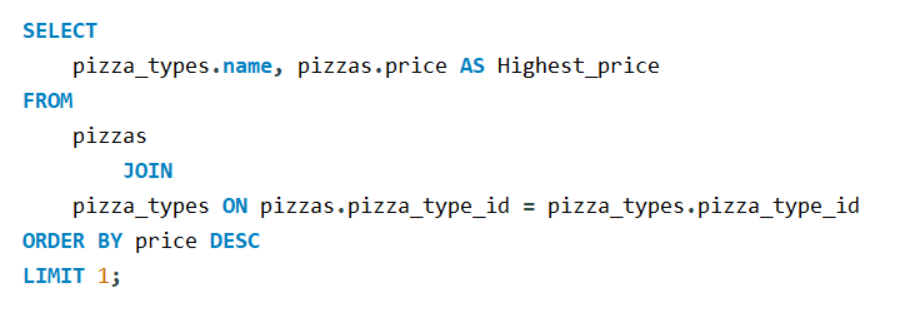 SELECT
    pizza_types.name, pizzas.price AS Highest_price
FROM
    pizzas
        JOIN
    pizza_types ON pizzas.pizza_type_id = pizza_types.pizza_type_id
ORDER BY price DESC
LIMIT 1;